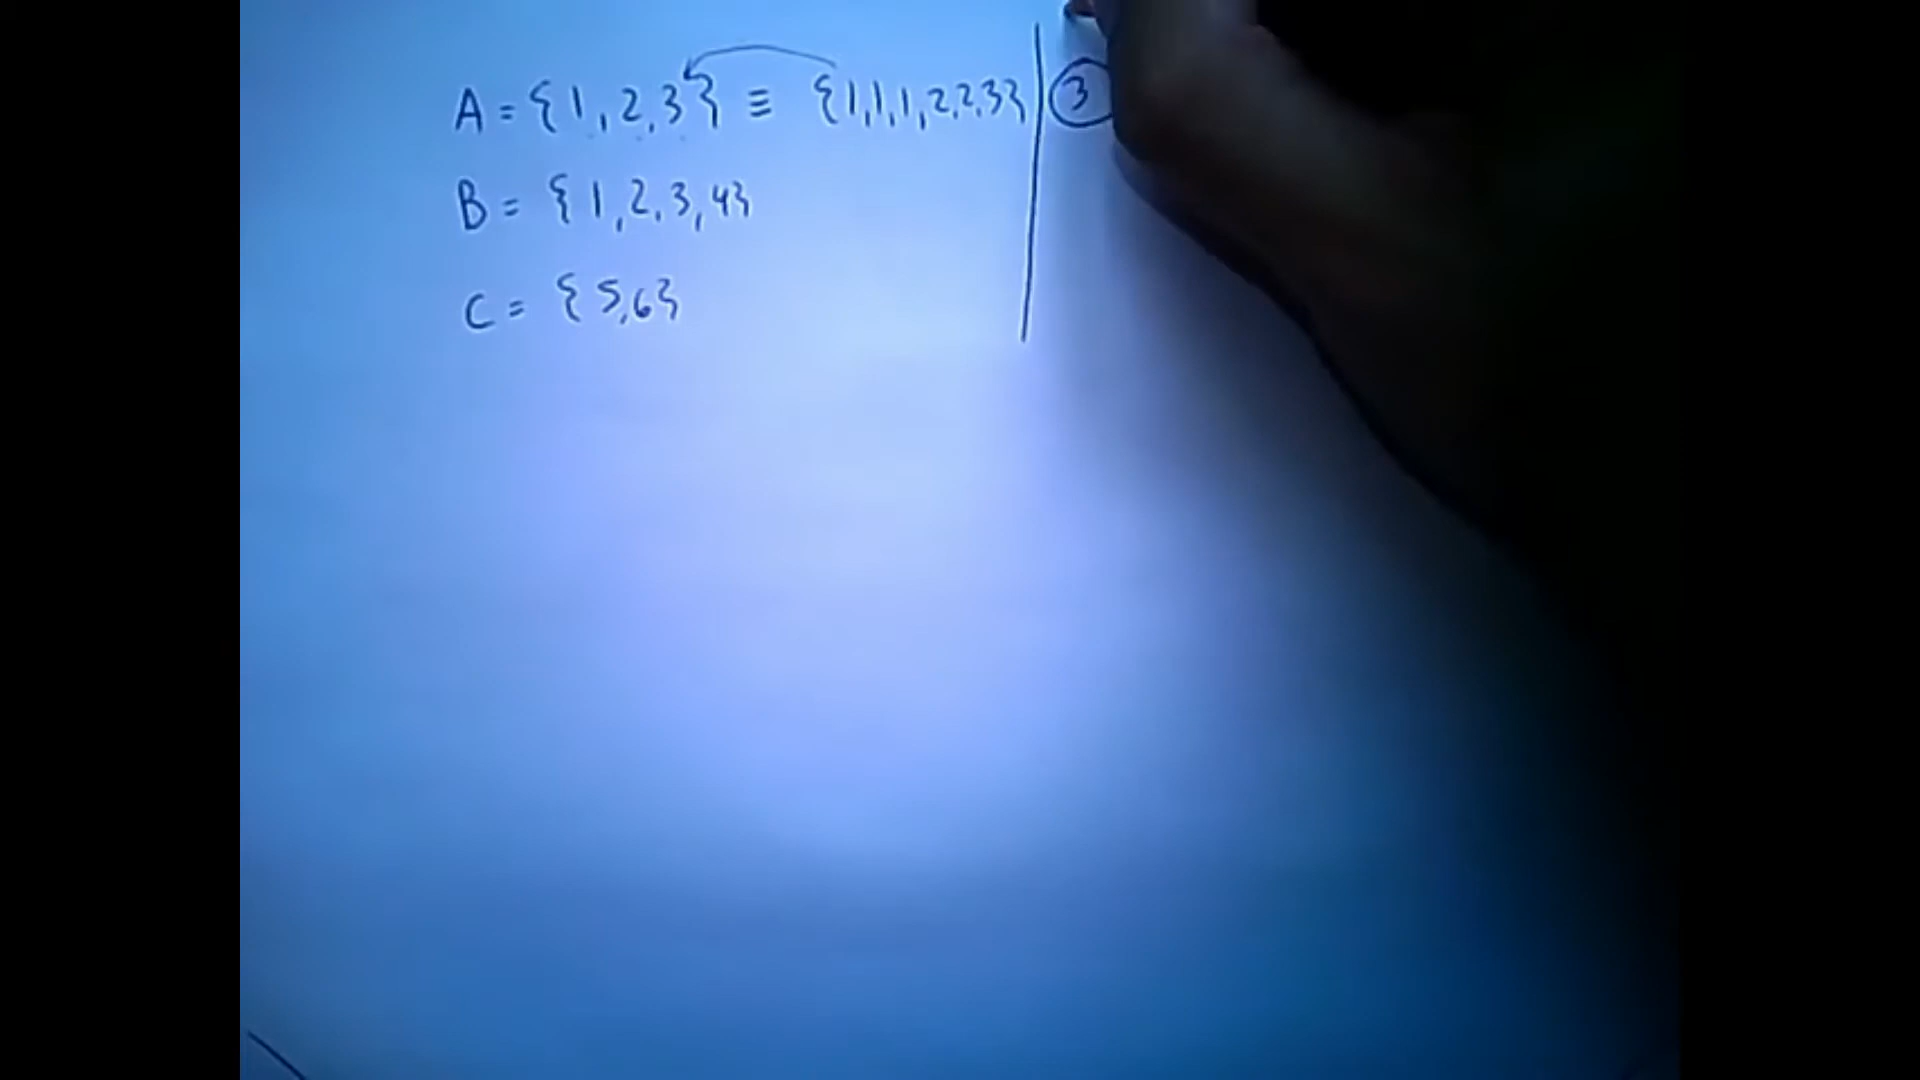 A = {1, 2, 3} ≡ {1,1,1,2,2,3} | ③
B = {1, 2, 3, 4}
C = {5,6}